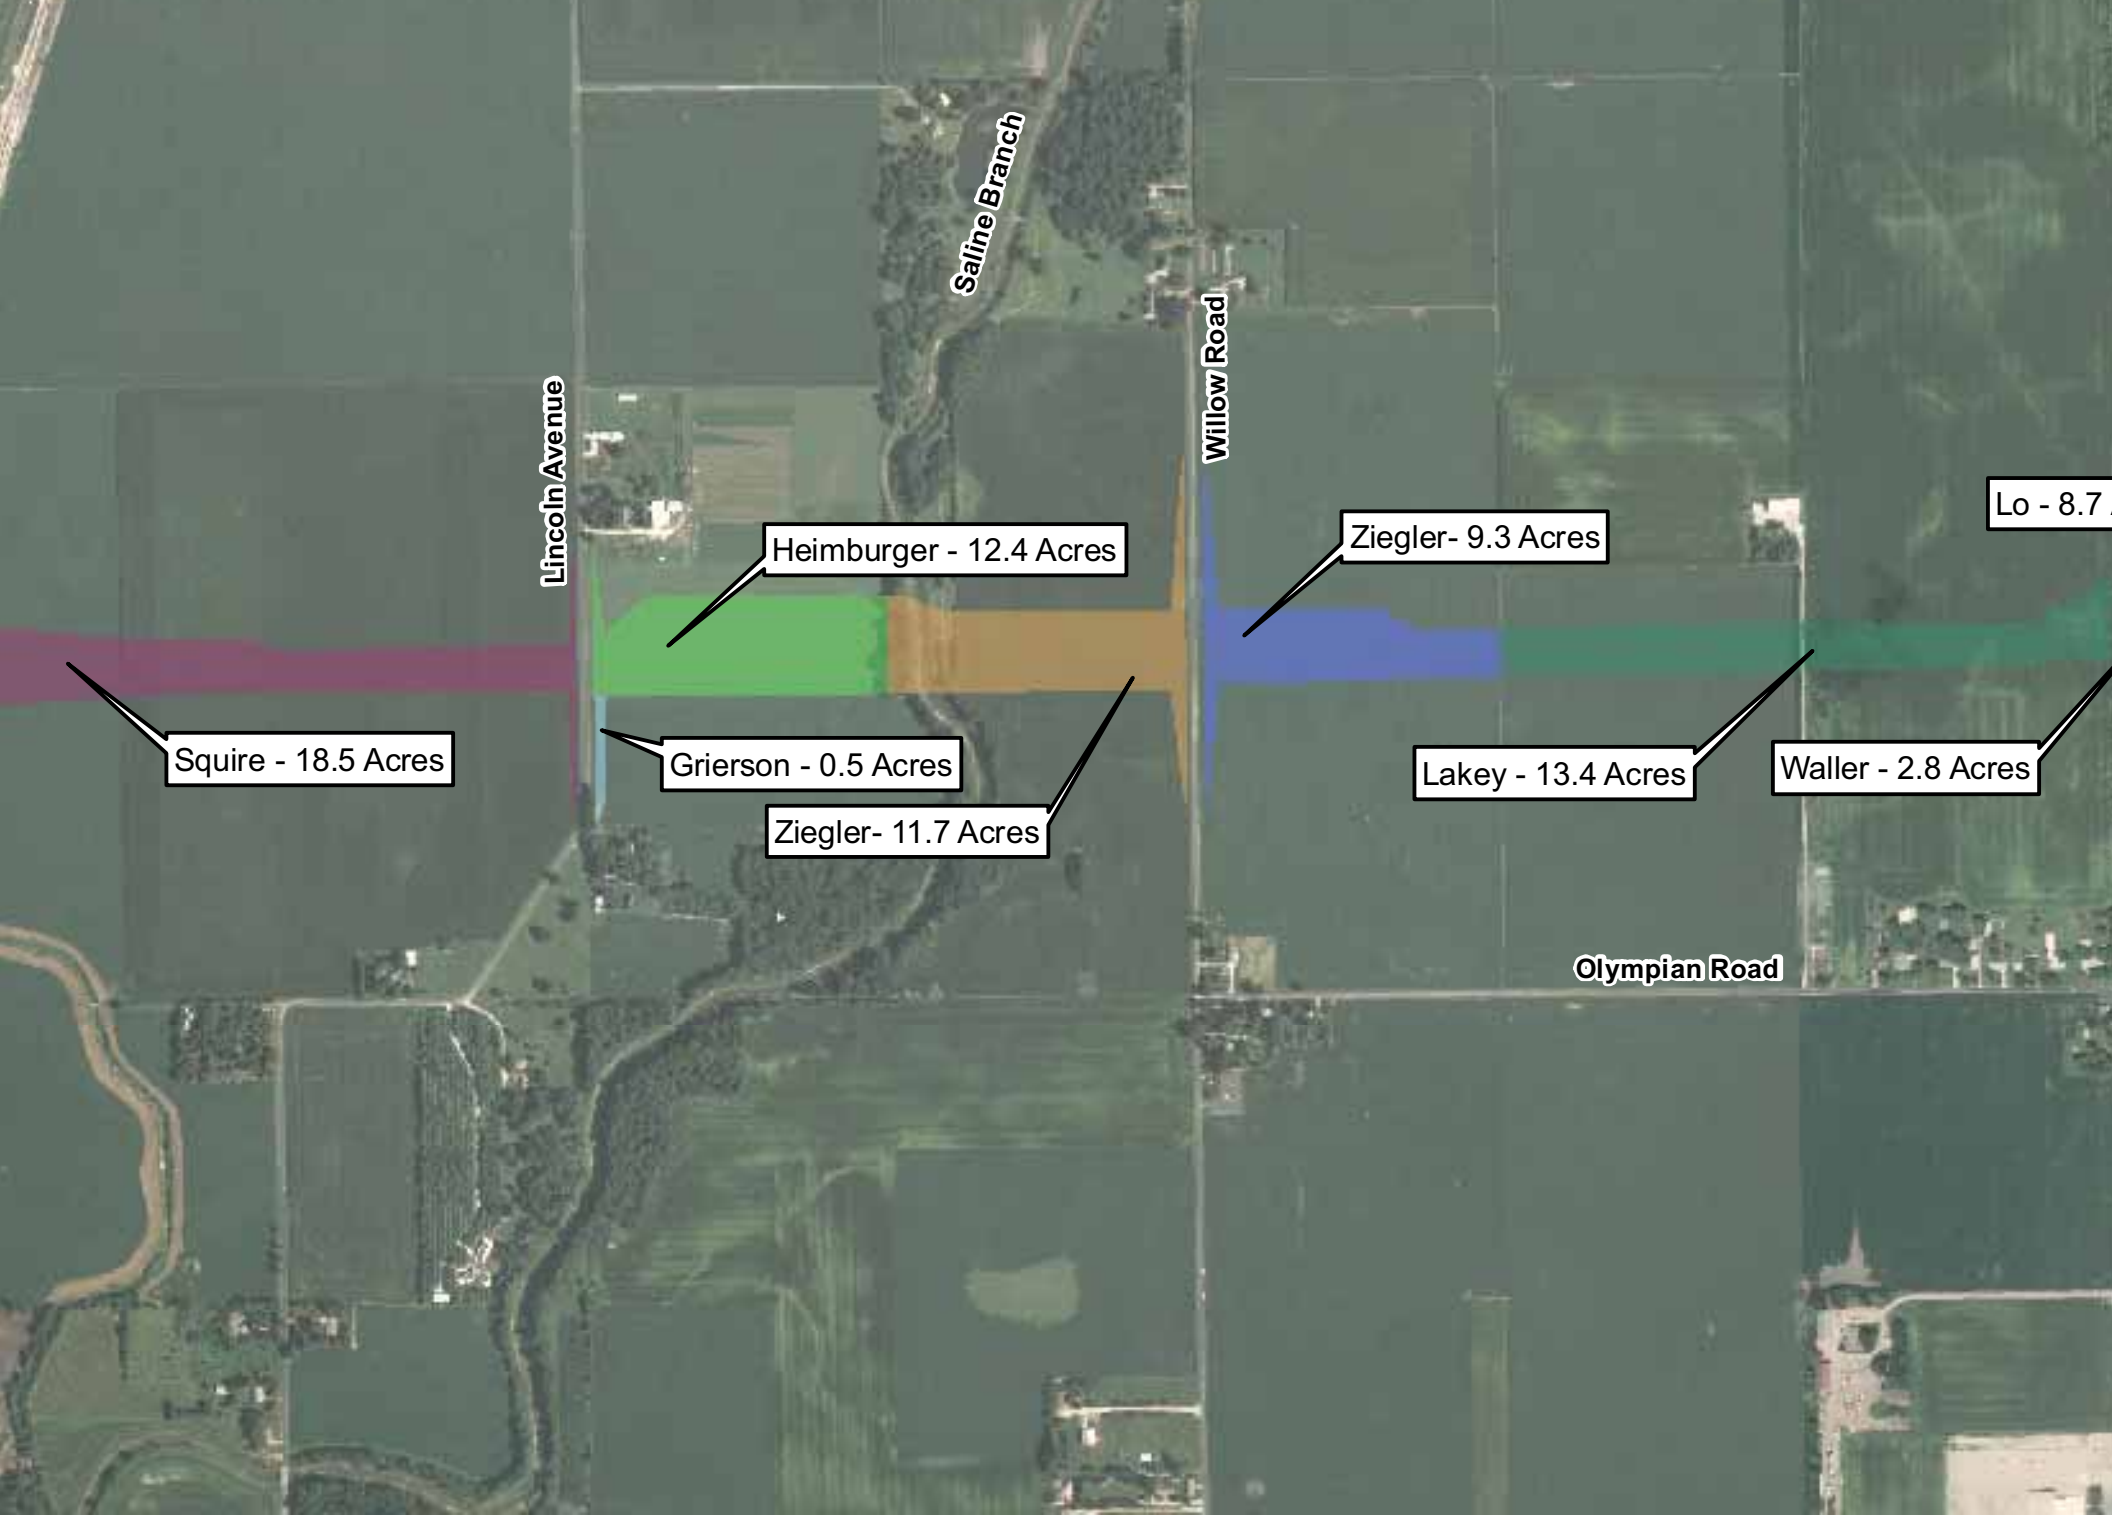 Saline Branch
Willow Road
Lincoln Avenue
Lo - 8.7
Ziegler- 9.3 Acres
Heimburger - 12.4 Acres
Squire - 18.5 Acres
Grierson - 0.5 Acres
Lakey - 13.4 Acres
Waller - 2.8 Acres
Ziegler- 11.7 Acres
Olympian Road